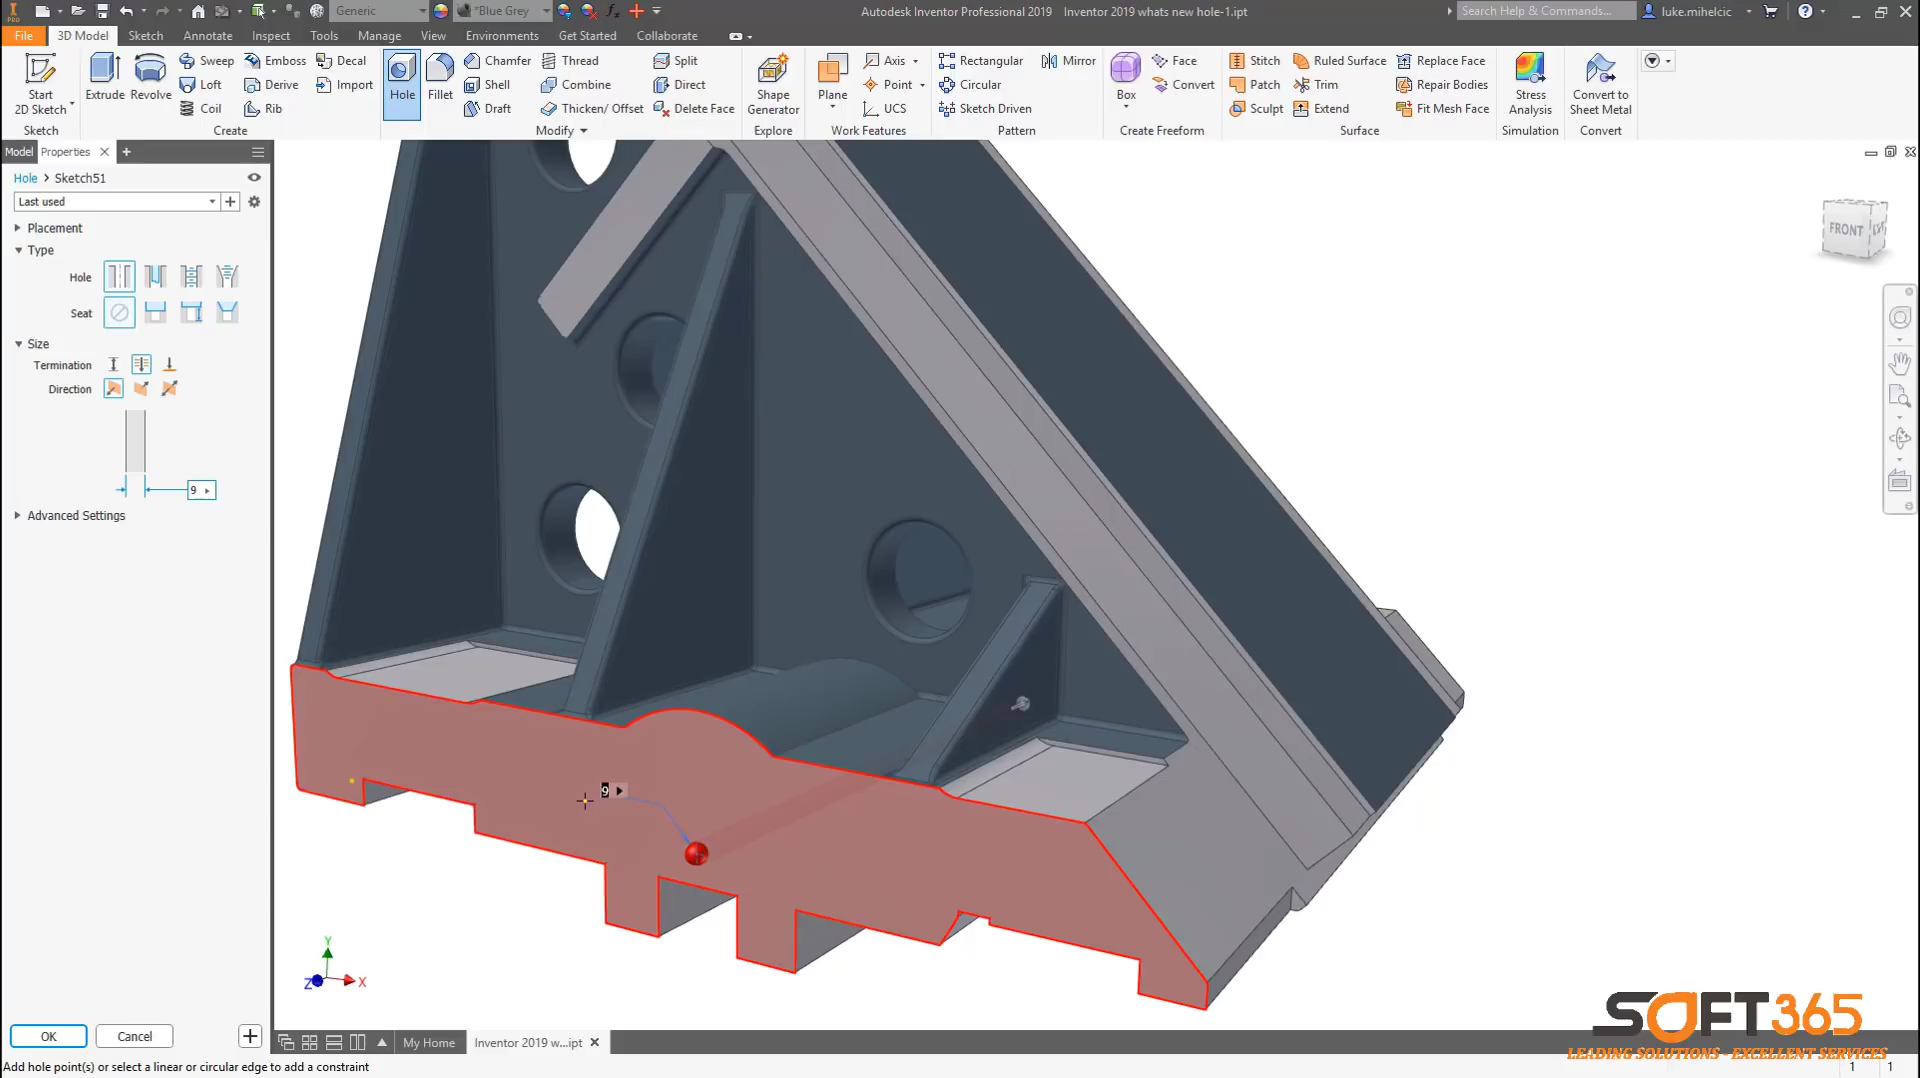 Generic
*Blue Grey
Autodesk Inventor Professional 2019 Inventor 2019 whats new hole-1.ipt
Search Help & Commands...
luke.mihelcic
PRO
File 3D Model Sketch Annotate Inspect Tools Manage View Environments Get Started Collaborate
Start
2D Sketch
Sketch
Extrude
Revolve
Sweep
Loft
Coil
Emboss
Derive
Rib
Decal
Import
Create
Hole
Fillet
Chamfer
Shell
Draft
Thread
Combine
Thicken/ Offset
Split
Direct
Delete Face
Modify
Shape
Generator
Explore
Plane
Axis
Point
UCS
Work Features
Rectangular
Circular
Sketch Driven
Mirror
Pattern
Box
Face
Convert
Create Freeform
Stitch
Patch
Sculpt
Ruled Surface
Trim
Extend
Replace Face
Repair Bodies
Fit Mesh Face
Surface
Stress
Analysis
Simulation
Convert to
Sheet Metal
Convert
Model Properties
Hole > Sketch51
Last used
Placement
Type
Hole
Seat
Size
Termination
Direction
9
Advanced Settings
FRONT
9
Y
Z
X
OK
Cancel
My Home
Inventor 2019 w...ipt
Add hole point(s) or select a linear or circular edge to add a constraint
1 1
SOFT365
LEADING SOLUTIONS - EXCELLENT SERVICES